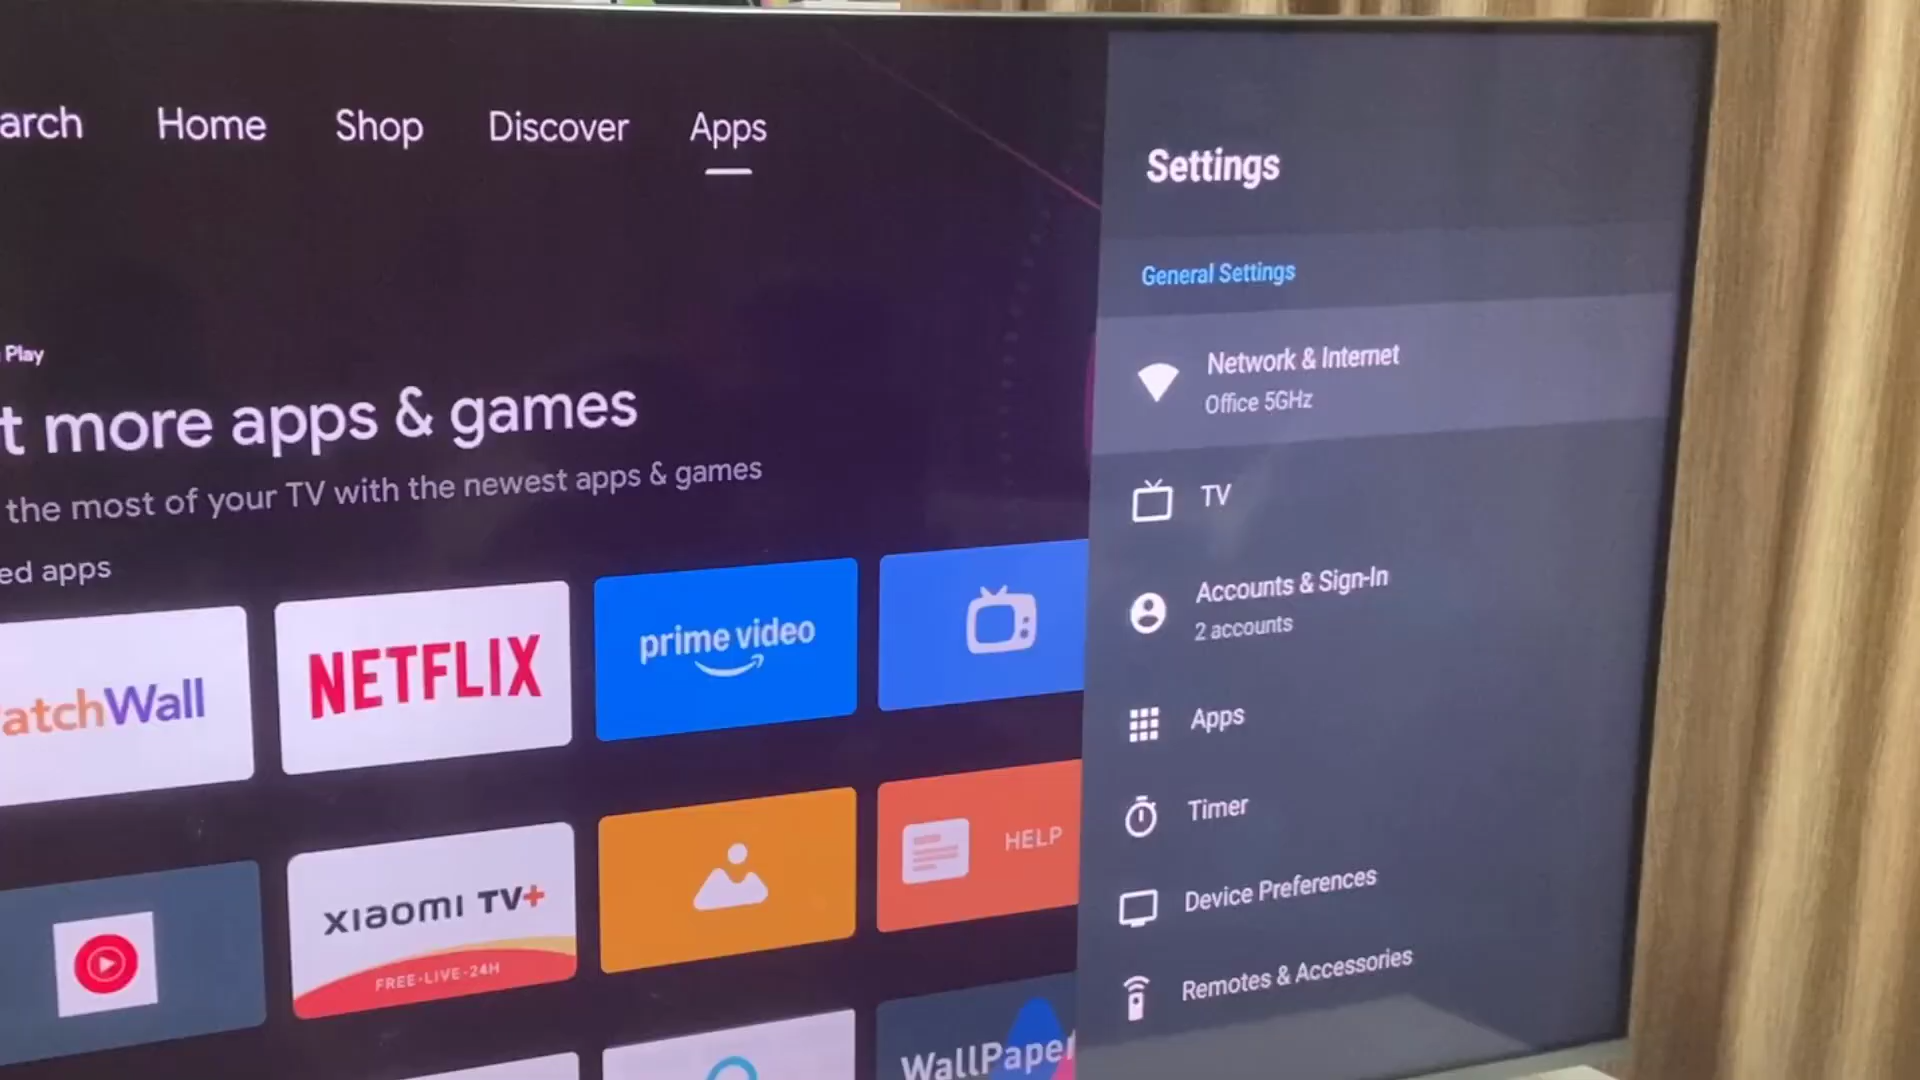 arch Home Shop Discover Apps
Play
t more apps & games
the most of your TV with the newest apps & games
ed apps
atchWall
NETFLIX
prime video
XIAOMI TV+
FREE-LIVE-24H
HELP
WallPaper
Settings
General Settings
Network & Internet
Office 5GHz
TV
Accounts & Sign-In
2 accounts
Apps
Timer
Device Preferences
Remotes & Accessories